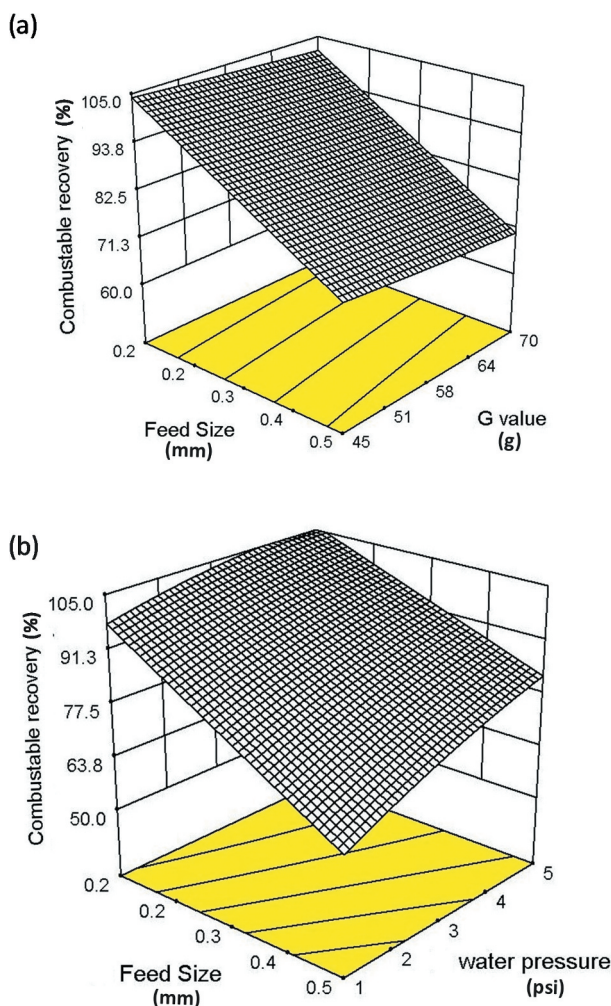 (a)
Combustable recovery (%)
105.0
93.8
82.5
71.3
60.0
0.2
0.2
0.3
0.4
0.5
Feed Size
(mm)
45
51
58
64
70
G value
(g)
(b)
Combustable recovery (%)
105.0
91.3
77.5
63.8
50.0
0.2
0.2
0.3
0.4
0.5
Feed Size
(mm)
1
2
3
4
5
water pressure
(psi)